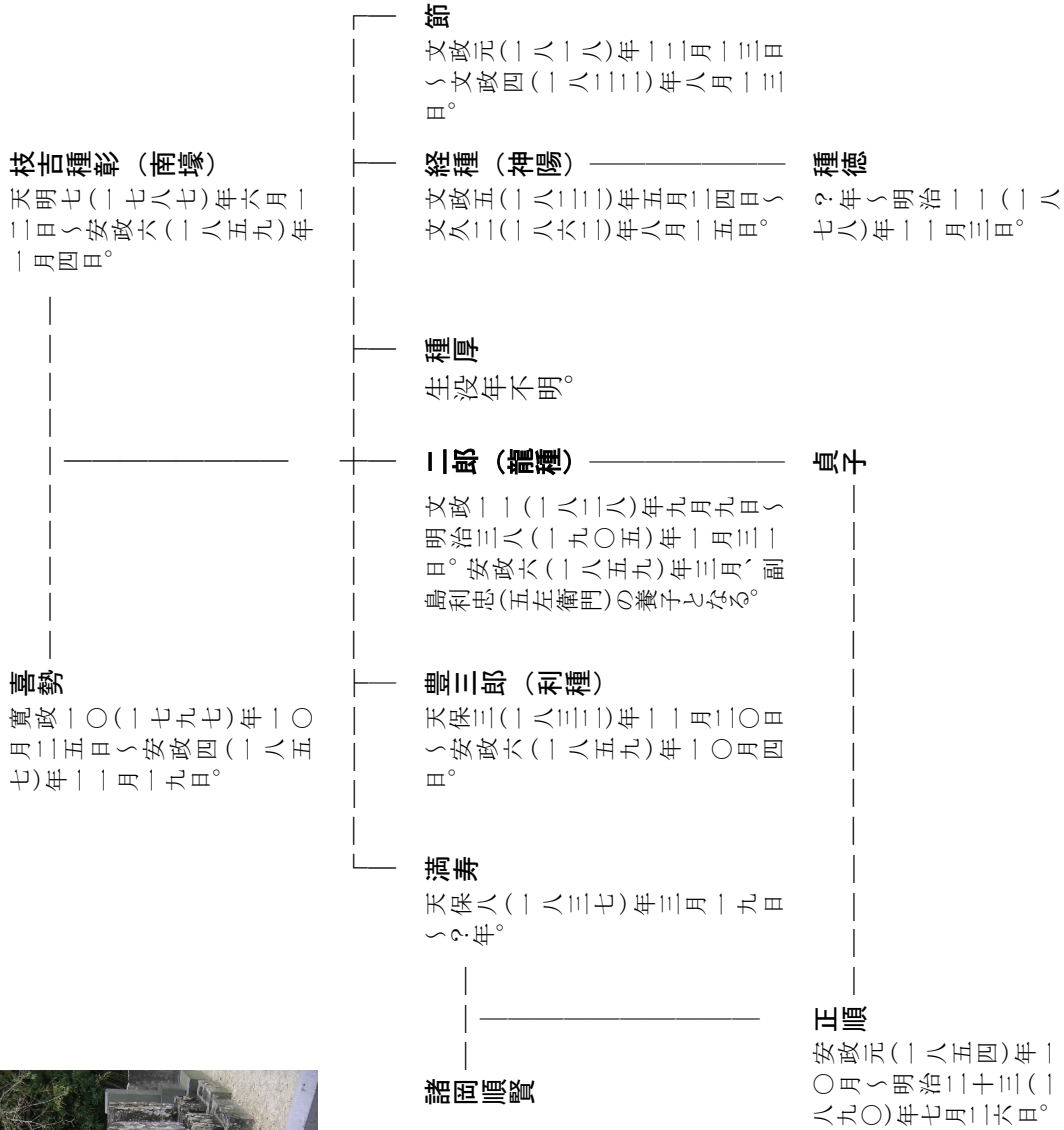 枝吉種彰（南壕）
天明七(一七八七)年六月一
二日～安政六(一八五九)年
一月四日。
喜勢
寛政一〇(一七九七)年一〇
月二五日～安政四(一八五
七)年一一月一九日。
節
文政元(一八一八)年一二月一三日
～文政四(一八二二)年八月一三
日。
経種（神陽）
文政五(一八二二)年五月二四日～
文久二(一八六二)年八月一五日。
種徳
？年～明治一一(一八
七八)年一一月三日。
種厚
生没年不明。
二郎（龍種）
文政一一(一八二八)年九月九日～
明治三八(一九〇五)年一月三一
日。安政六(一八五九)年三月、副
島利忠(五左衛門)の養子となる。
貞子
豊三郎（利種）
天保三(一八三二)年一一月二〇日
～安政六(一八五九)年一〇月四
日。
満寿
天保八(一八三七)年三月一九日
～？年。
諸岡順賢
正順
安政元(一八五四)年一
〇月～明治二十三(一
八九〇)年七月二六日。